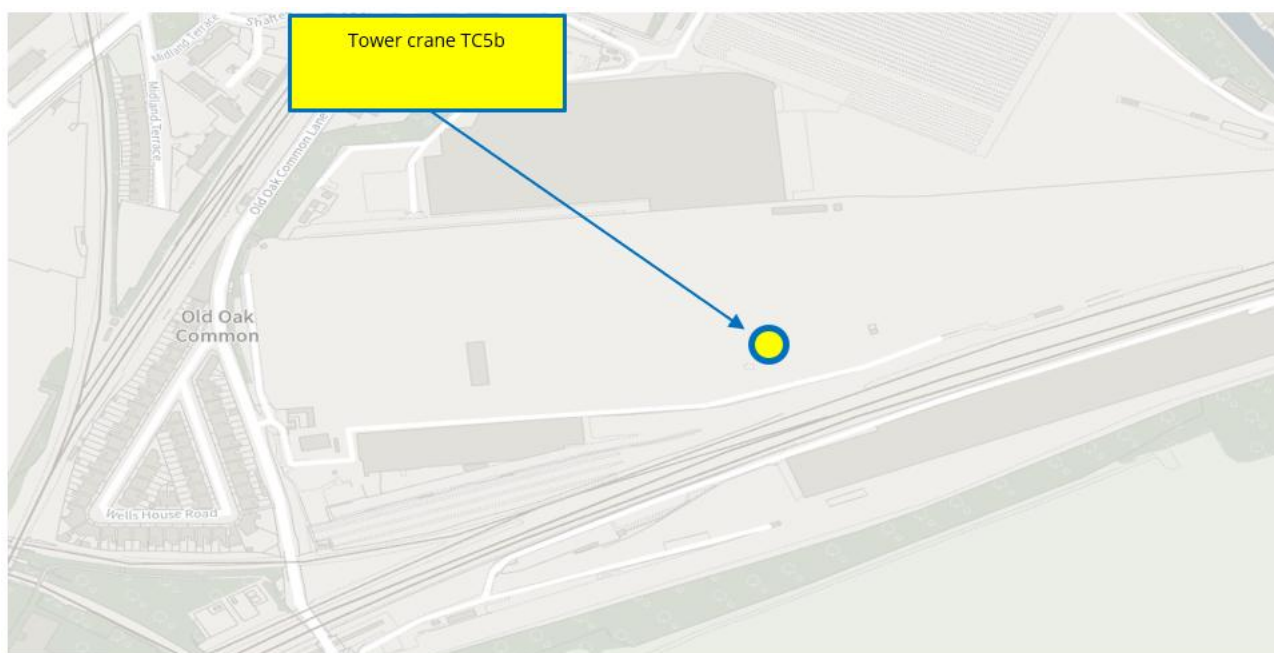 Tower crane TC5b
Midland Terrace
Midland Terrace
Old Oak Common Lane
Old Oak
Common
Wells House Road